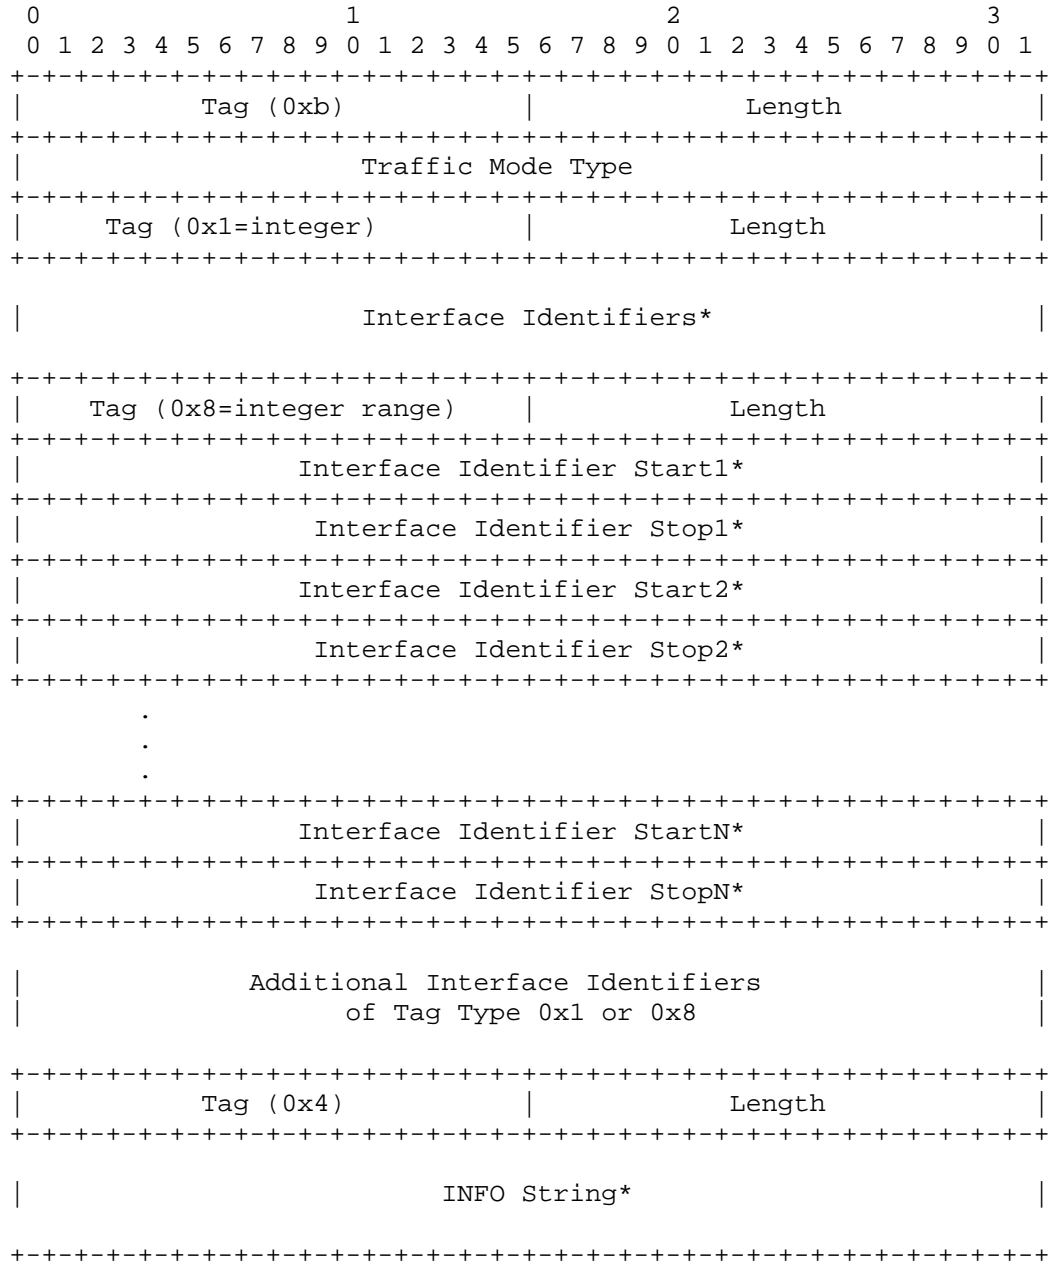 0                   1                   2                   3
 0 1 2 3 4 5 6 7 8 9 0 1 2 3 4 5 6 7 8 9 0 1 2 3 4 5 6 7 8 9 0 1
+-+-+-+-+-+-+-+-+-+-+-+-+-+-+-+-+-+-+-+-+-+-+-+-+-+-+-+-+-+-+-+-+
|           Tag (0xb)           |             Length            |
+-+-+-+-+-+-+-+-+-+-+-+-+-+-+-+-+-+-+-+-+-+-+-+-+-+-+-+-+-+-+-+-+
|                     Traffic Mode Type                         |
+-+-+-+-+-+-+-+-+-+-+-+-+-+-+-+-+-+-+-+-+-+-+-+-+-+-+-+-+-+-+-+-+
|     Tag (0x1=integer)         |            Length             |
+-+-+-+-+-+-+-+-+-+-+-+-+-+-+-+-+-+-+-+-+-+-+-+-+-+-+-+-+-+-+-+-+
|                     Interface Identifiers*                    |
+-+-+-+-+-+-+-+-+-+-+-+-+-+-+-+-+-+-+-+-+-+-+-+-+-+-+-+-+-+-+-+-+
|    Tag (0x8=integer range)    |            Length             |
+-+-+-+-+-+-+-+-+-+-+-+-+-+-+-+-+-+-+-+-+-+-+-+-+-+-+-+-+-+-+-+-+
|                 Interface Identifier Start1*                  |
+-+-+-+-+-+-+-+-+-+-+-+-+-+-+-+-+-+-+-+-+-+-+-+-+-+-+-+-+-+-+-+-+
|                  Interface Identifier Stop1*                  |
+-+-+-+-+-+-+-+-+-+-+-+-+-+-+-+-+-+-+-+-+-+-+-+-+-+-+-+-+-+-+-+-+
|                 Interface Identifier Start2*                  |
+-+-+-+-+-+-+-+-+-+-+-+-+-+-+-+-+-+-+-+-+-+-+-+-+-+-+-+-+-+-+-+-+
|                  Interface Identifier Stop2*                  |
+-+-+-+-+-+-+-+-+-+-+-+-+-+-+-+-+-+-+-+-+-+-+-+-+-+-+-+-+-+-+-+-+
        .
        .
        .
+-+-+-+-+-+-+-+-+-+-+-+-+-+-+-+-+-+-+-+-+-+-+-+-+-+-+-+-+-+-+-+-+
|                 Interface Identifier StartN*                  |
+-+-+-+-+-+-+-+-+-+-+-+-+-+-+-+-+-+-+-+-+-+-+-+-+-+-+-+-+-+-+-+-+
|                  Interface Identifier StopN*                  |
+-+-+-+-+-+-+-+-+-+-+-+-+-+-+-+-+-+-+-+-+-+-+-+-+-+-+-+-+-+-+-+-+
|              Additional Interface Identifiers                 |
|                    of Tag Type 0x1 or 0x8                     |
+-+-+-+-+-+-+-+-+-+-+-+-+-+-+-+-+-+-+-+-+-+-+-+-+-+-+-+-+-+-+-+-+
|           Tag (0x4)           |            Length             |
+-+-+-+-+-+-+-+-+-+-+-+-+-+-+-+-+-+-+-+-+-+-+-+-+-+-+-+-+-+-+-+-+
|                          INFO String*                         |
+-+-+-+-+-+-+-+-+-+-+-+-+-+-+-+-+-+-+-+-+-+-+-+-+-+-+-+-+-+-+-+-+